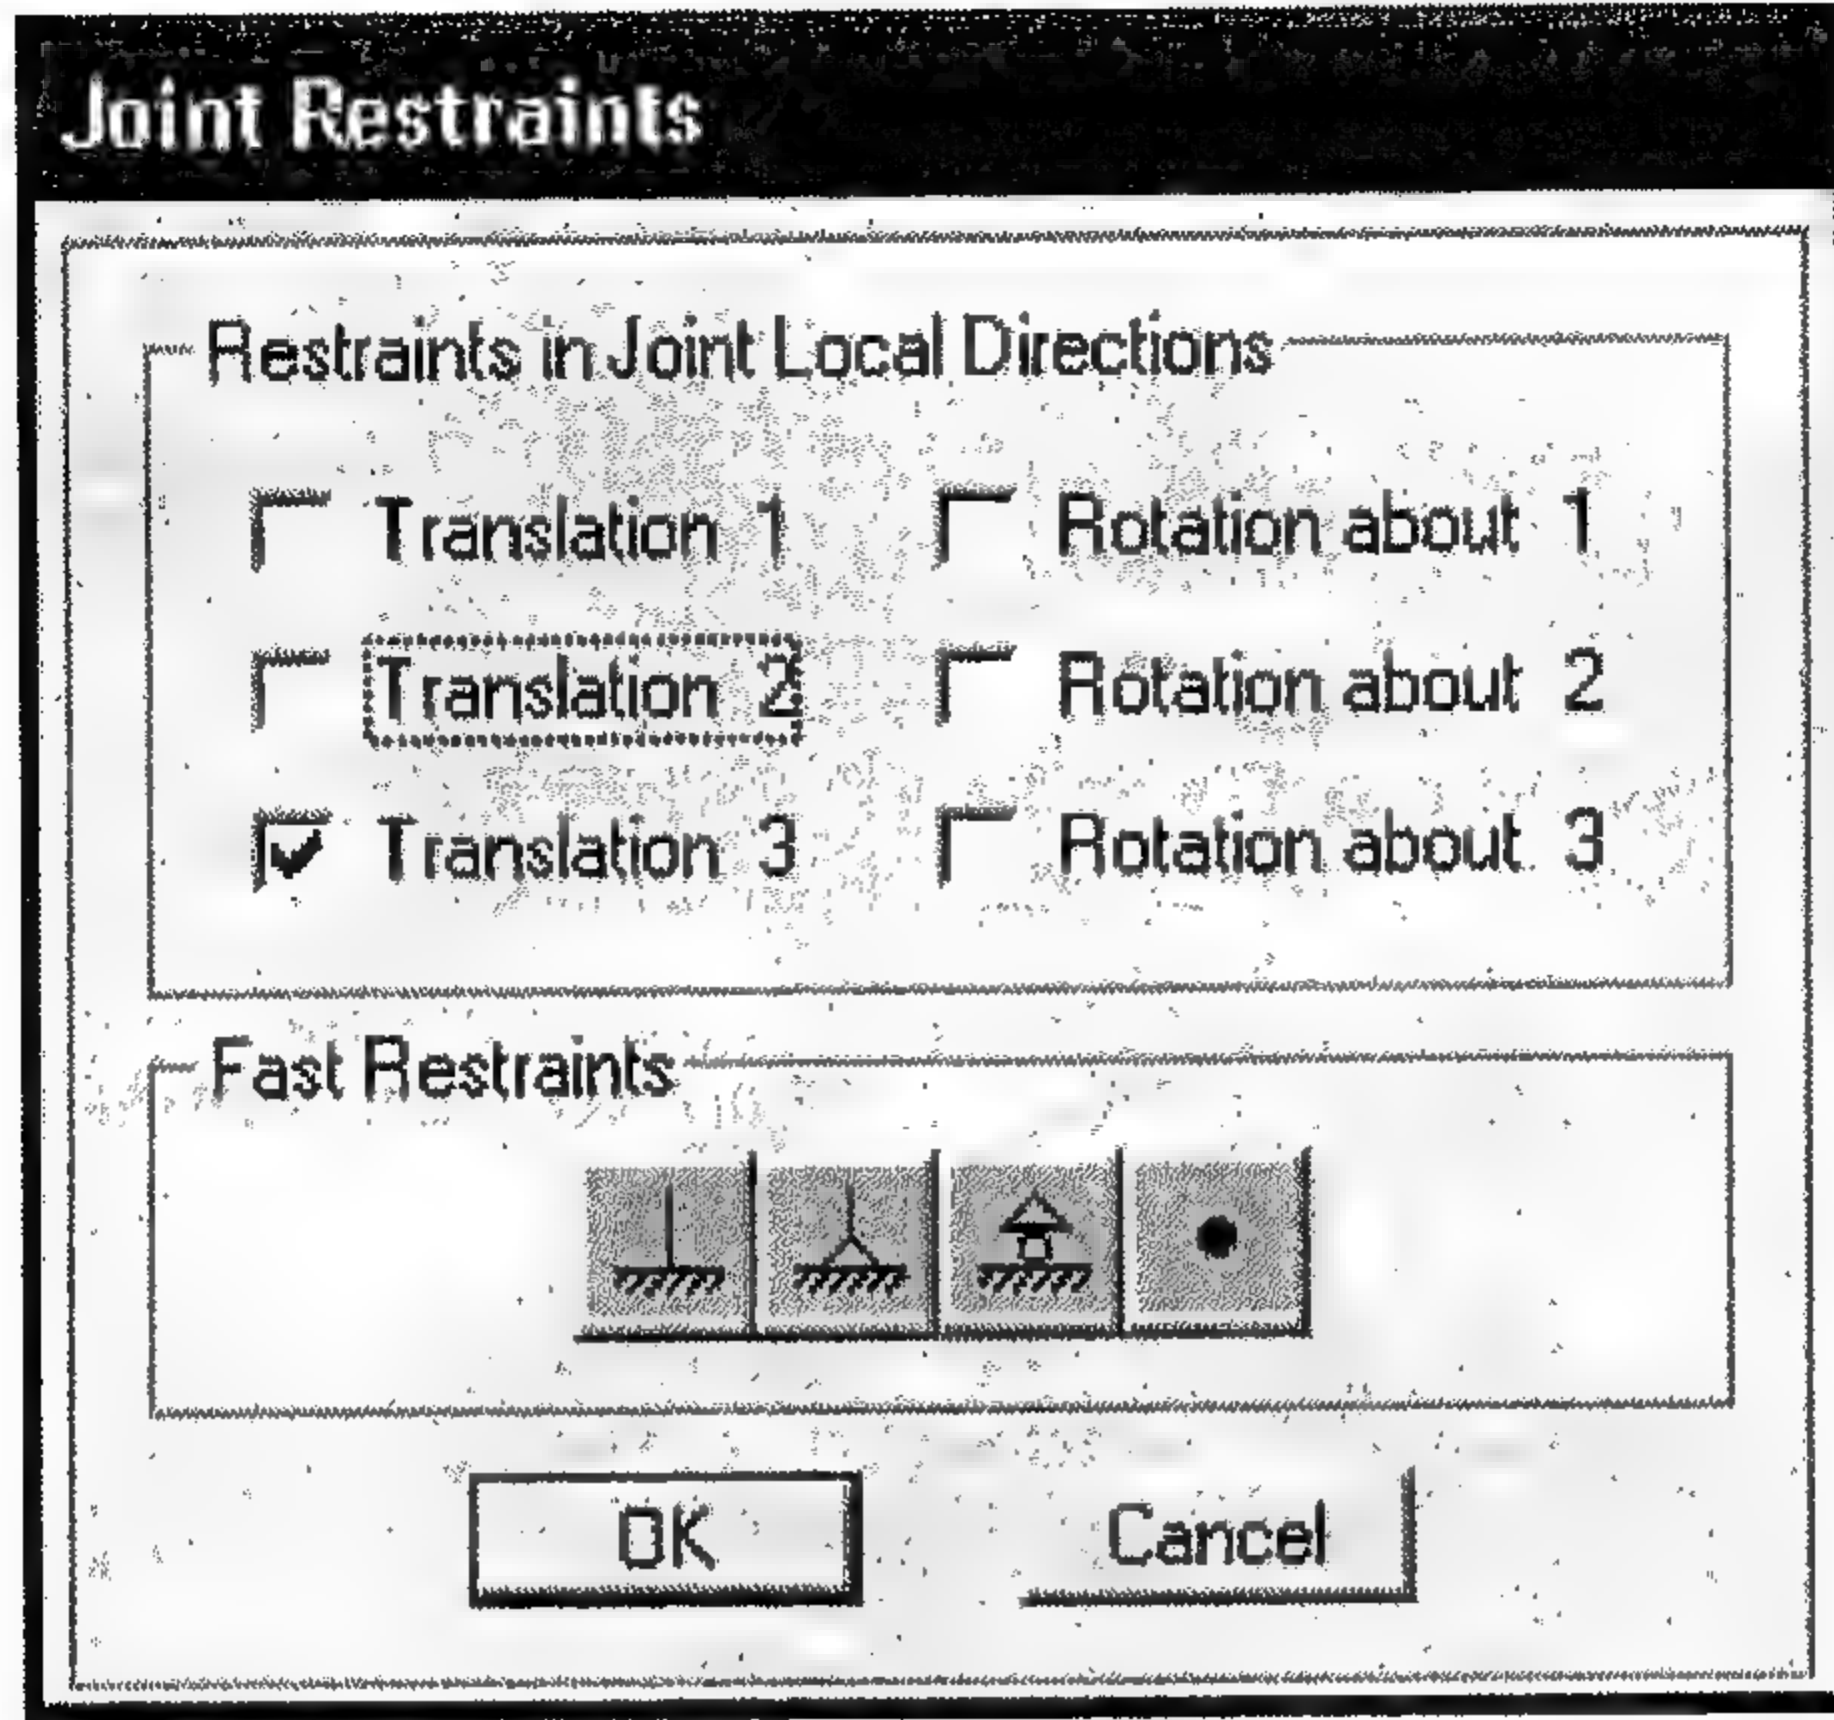 Joint Restraints
Restraints in Joint Local Directions
Translation 1 Rotation about 1
Translation 2 Rotation about 2
Translation 3 Rotation about 3
Fast Restraints
OK Cancel